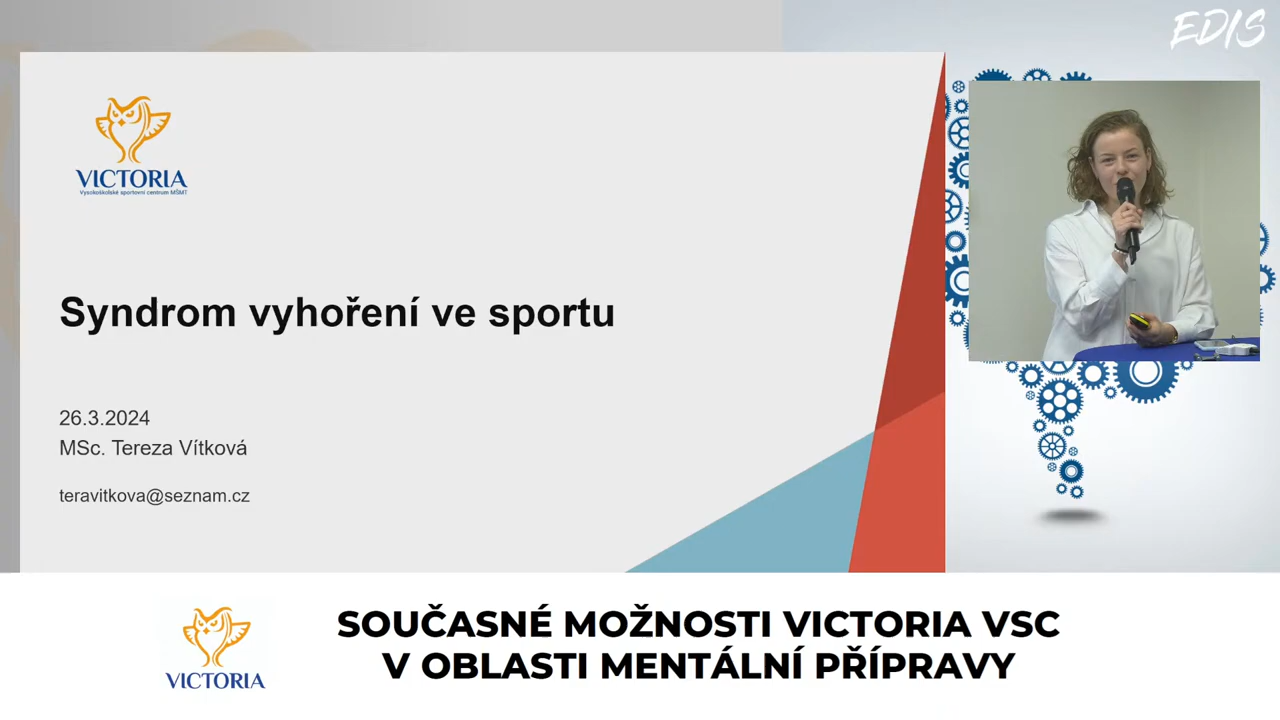 EDIS
VICTORIA
Vysokoškolské sportovní centrum MŠMT
Syndrom vyhoření ve sportu
26.3.2024
MSc. Tereza Vítková
teravitkova@seznam.cz
VICTORIA
SOUČASNÉ MOŽNOSTI VICTORIA VSC
V OBLASTI MENTÁLNÍ PŘÍPRAVY